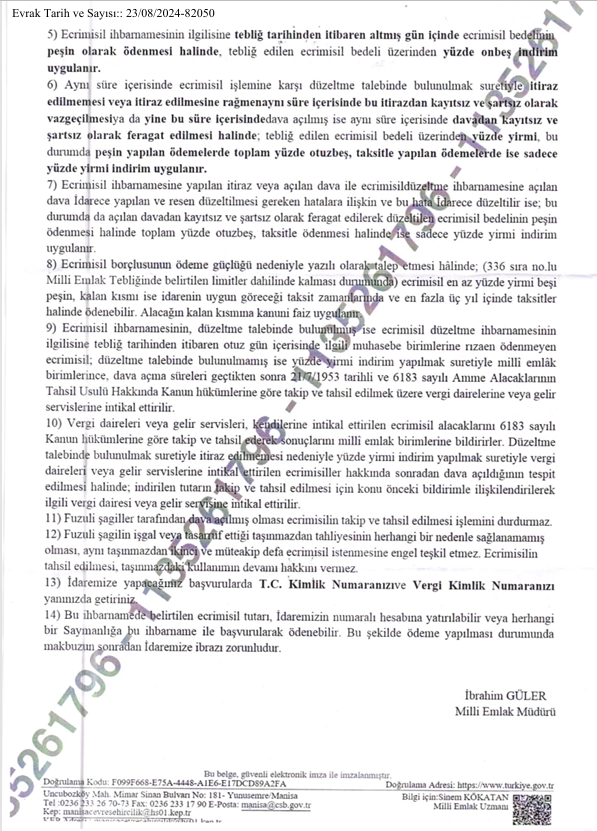 Evrak Tarih ve Sayısı:: 23/08/2024-82050
5) Ecrimisil ihbarnamesinin ilgilisine tebliğ tarihinden itibaren altmış gün içinde ecrimisil bedelinin
peşin olarak ödenmesi halinde, tebliğ edilen ecrimisil bedeli üzerinden yüzde onbeş indirim
uygulanır.
6) Aynı süre içerisinde ecrimisil işlemine karşı düzeltme talebinde bulunulmak suretiyle itiraz
edilmemesi veya itiraz edilmesine rağmenaynı süre içerisinde bu itirazdan kayıtsız ve şartsız olarak
vazgeçilmesiya da yine bu süre içerisindedava açılmış ise aynı süre içerisinde davadan kayıtsız ve
şartsız olarak feragat edilmesi halinde; tebliğ edilen ecrimisil bedeli üzerinden yüzde yirmi, bu
durumda peşin yapılan ödemelerde toplam yüzde otuzbeş, taksitle yapılan ödemelerde ise sadece
yüzde yirmi indirim uygulanır.
7) Ecrimisil ihbarnamesine yapılan itiraz veya açılan dava ile ecrimisildüzeltme ihbarnamesine açılan
dava İdarece yapılan ve resen düzeltilmesi gereken hatalara ilişkin ve bu hata İdarece düzeltilir ise; bu
durumda da açılan davadan kayıtsız ve şartsız olarak feragat edilerek düzeltilen ecrimisil bedelinin peşin
ödenmesi halinde toplam yüzde otuzbeş, taksitle ödenmesi halinde ise sadece yüzde yirmi indirim
uygulanır.
8) Ecrimisil borçlusunun ödeme güçlüğü nedeniyle yazılı olarak talep etmesi hâlinde; (336 sıra no.lu
Milli Emlak Tebliğinde belirtilen limitler dahilinde kalması durumunda) ecrimisil en az yüzde yirmi beşi
peşin, kalan kısmı ise idarenin uygun göreceği taksit zamanlarında ve en fazla üç yıl içinde taksitler
halinde ödenebilir. Alacağın kalan kısmına kanuni faiz uygulanır.
9) Ecrimisil ihbarnamesinin, düzeltme talebinde bulunulmuş ise ecrimisil düzeltme ihbarnamesinin
ilgilisine tebliğ tarihinden itibaren otuz gün içerisinde ilgili muhasebe birimlerine rızaen ödenmeyen
ecrimisil; düzeltme talebinde bulunulmamış ise yüzde yirmi indirim yapılmak suretiyle milli emlâk
birimlerince, dava açma süreleri geçtikten sonra 21/7/1953 tarihli ve 6183 sayılı Amme Alacaklarının
Tahsil Usulü Hakkında Kanun hükümlerine göre takip ve tahsil edilmek üzere vergi dairelerine veya gelir
servislerine intikal ettirilir.
10) Vergi daireleri veya gelir servisleri, kendilerine intikal ettirilen ecrimisil alacaklarını 6183 sayılı
Kanun hükümlerine göre takip ve tahsil ederek sonuçlarını milli emlak birimlerine bildirirler. Düzeltme
talebinde bulunulmak suretiyle itiraz edilmemesi nedeniyle yüzde yirmi indirim yapılmak suretiyle vergi
daireleri veya gelir servislerine intikal ettirilen ecrimisiller hakkında sonradan dava açıldığının tespit
edilmesi halinde; indirilen tutarın takip ve tahsil edilmesi için konu önceki bildirimle ilişkilendirilerek
ilgili vergi dairesi veya gelir servisine intikal ettirilir.
11) Fuzuli şagiller tarafından dava açılmış olması ecrimisilin takip ve tahsil edilmesi işlemini durdurmaz.
12) Fuzuli şagilin işgal veya tasarruf ettiği taşınmazdan tahliyesinin herhangi bir nedenle sağlanamamış
olması, aynı taşınmazdan ikinci ve müteakip defa ecrimisil istenmesine engel teşkil etmez. Ecrimisilin
tahsil edilmesi, taşınmazdaki kullanımın devamı hakkını vermez.
13) İdaremize yapacağınız başvurularda T.C. Kimlik Numaranızıve Vergi Kimlik Numaranızı
yanınızda getiriniz.
14) Bu ihbarnamede belirtilen ecrimisil tutarı, İdaremizin numaralı hesabına yatırılabilir veya herhangi
bir Saymanlığa bu ihbarname ile başvurularak ödenebilir. Bu şekilde ödeme yapılması durumunda
makbuzun sonradan İdaremize ibrazı zorunludur.
İbrahim GÜLER
Milli Emlak Müdürü
Bu belge, güvenli elektronik imza ile imzalanmıştır.
Doğrulama Kodu: F099F668-E75A-4448-A1E6-E17DCD89A2FA Doğrulama Adresi: https://www.turkiye.gov.tr
Uncubozköy Mah. Mimar Sinan Bulvarı No: 181- Yunusemre/Manisa Bilgi için:Sinem KÖKATAN
Tel :0236 233 26 70-73 Fax: 0236 233 17 90 E-Posta: manisa@csb.gov.tr Milli Emlak Uzmanı
Kep: manisacevresehircilik@hs01.kep.tr
1135261796 - 1135261796 - 1135261796